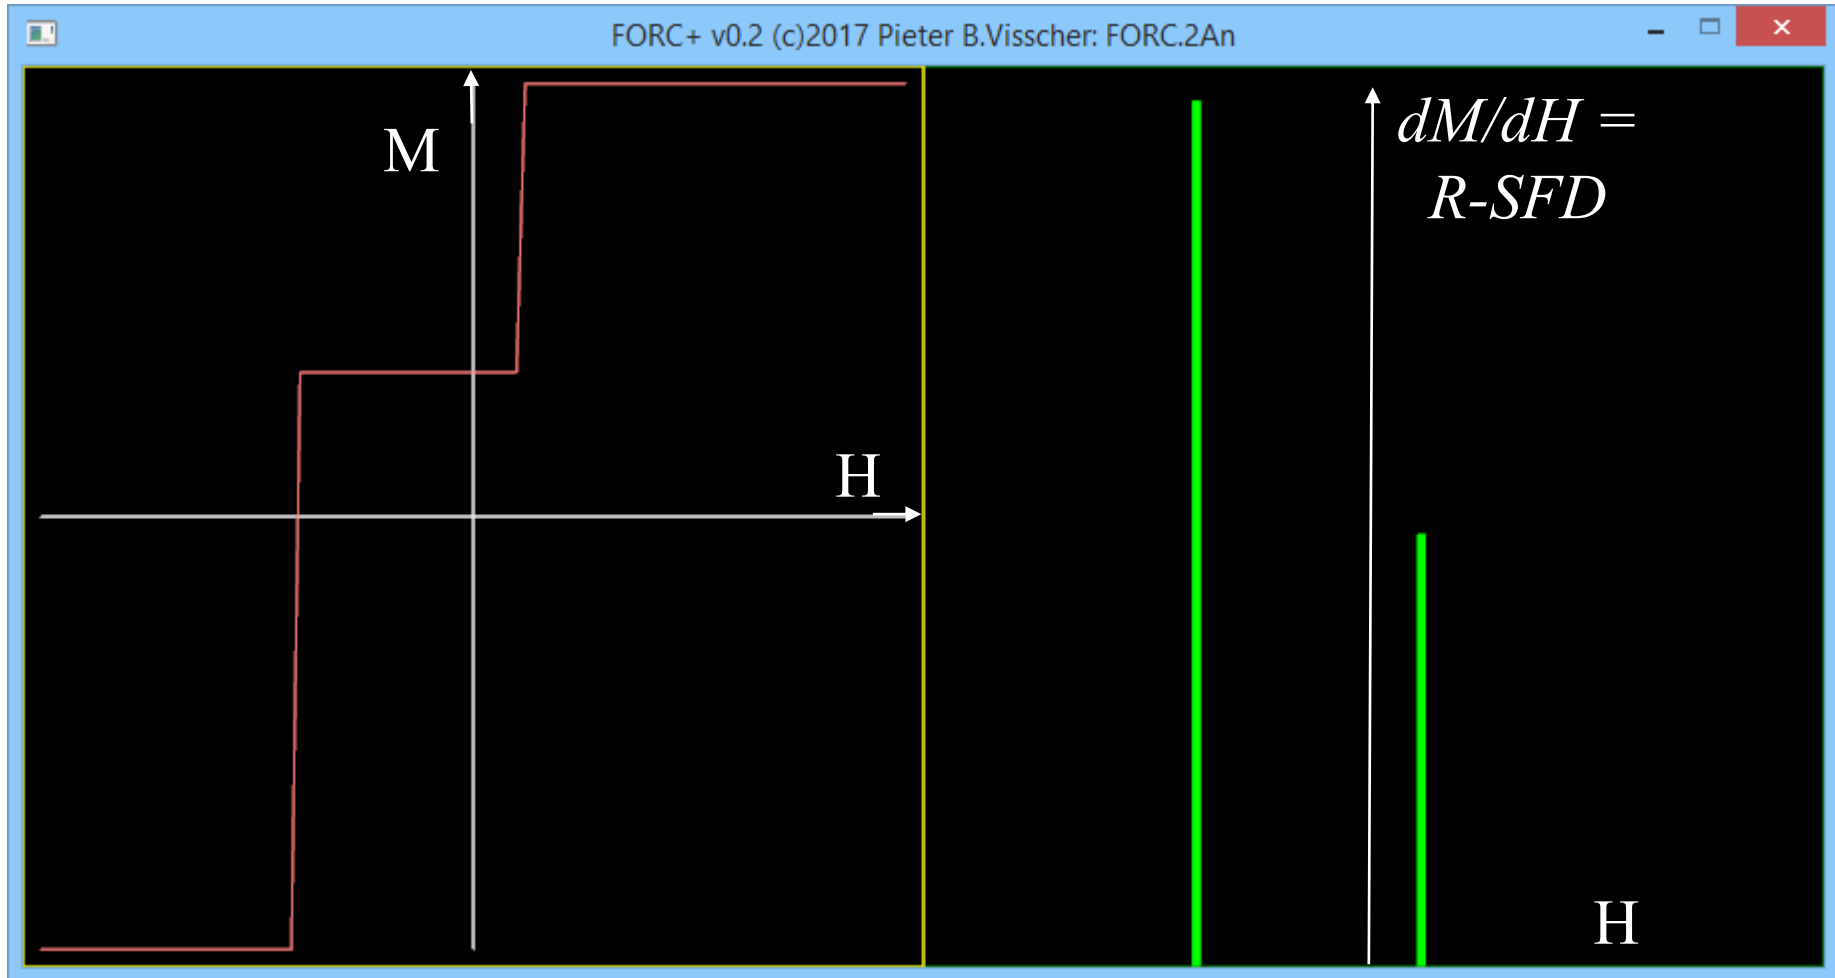 FORC+ v0.2 (c)2017 Pieter B.Visscher: FORC.2An
M
H
dM/dH =
R-SFD
H